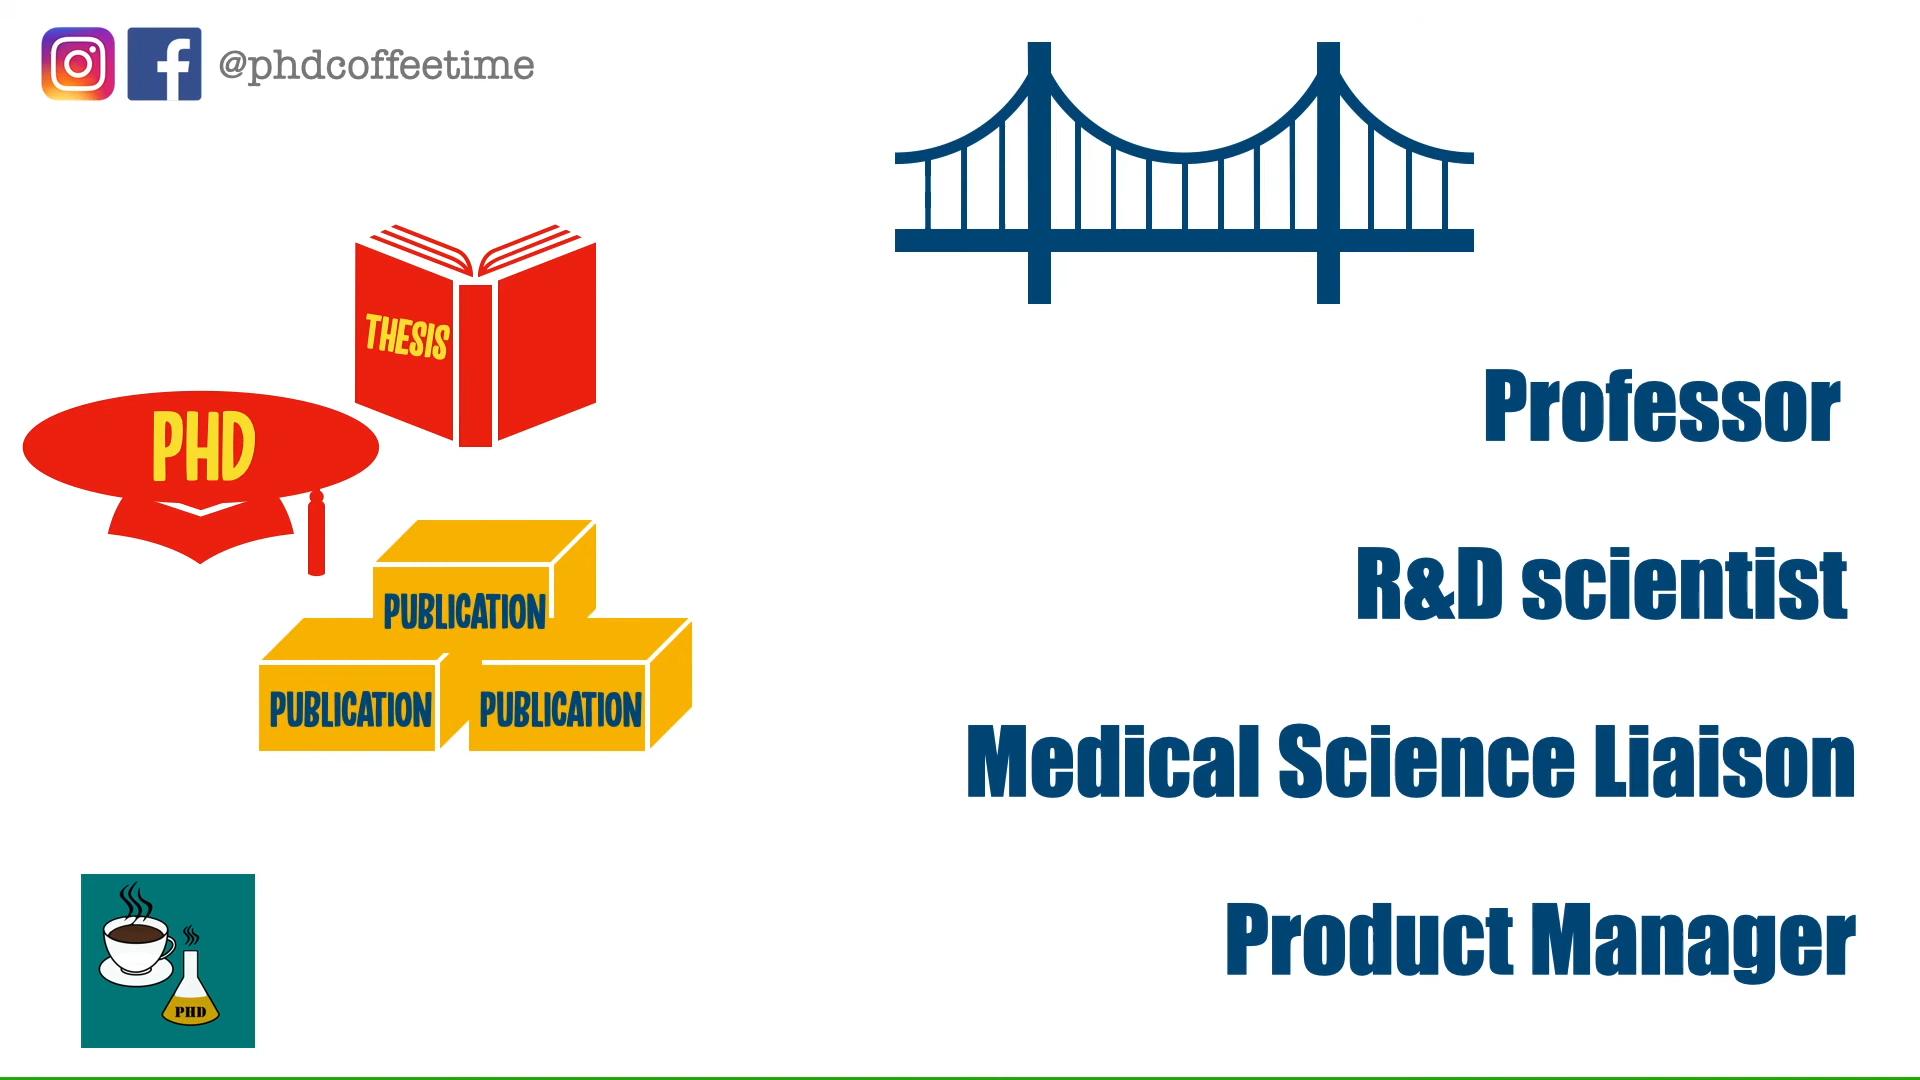 @phdcoffeetime
THESIS
PHD
PUBLICATION
PUBLICATION PUBLICATION
Professor
R&D scientist
Medical Science Liaison
Product Manager
PHD